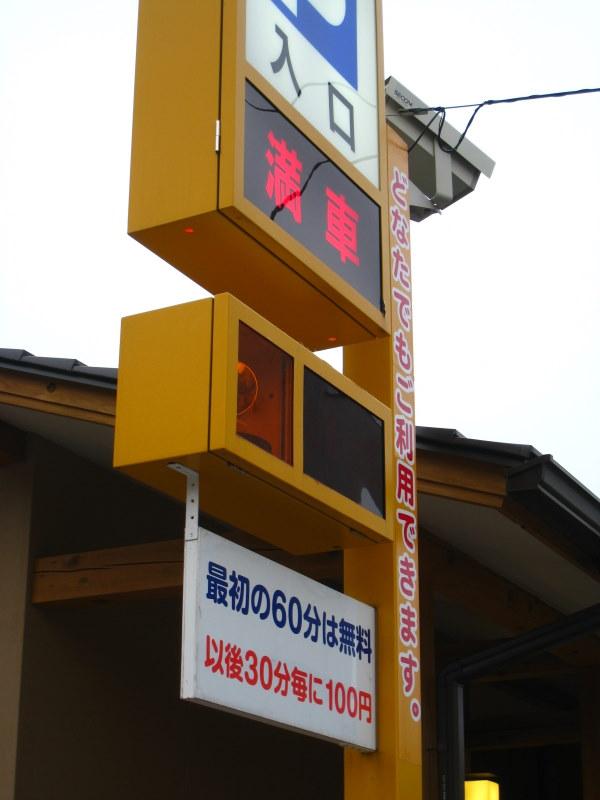 入口
満車
どなたでもご利用できます。
最初の60分は無料
以後30分毎に100円